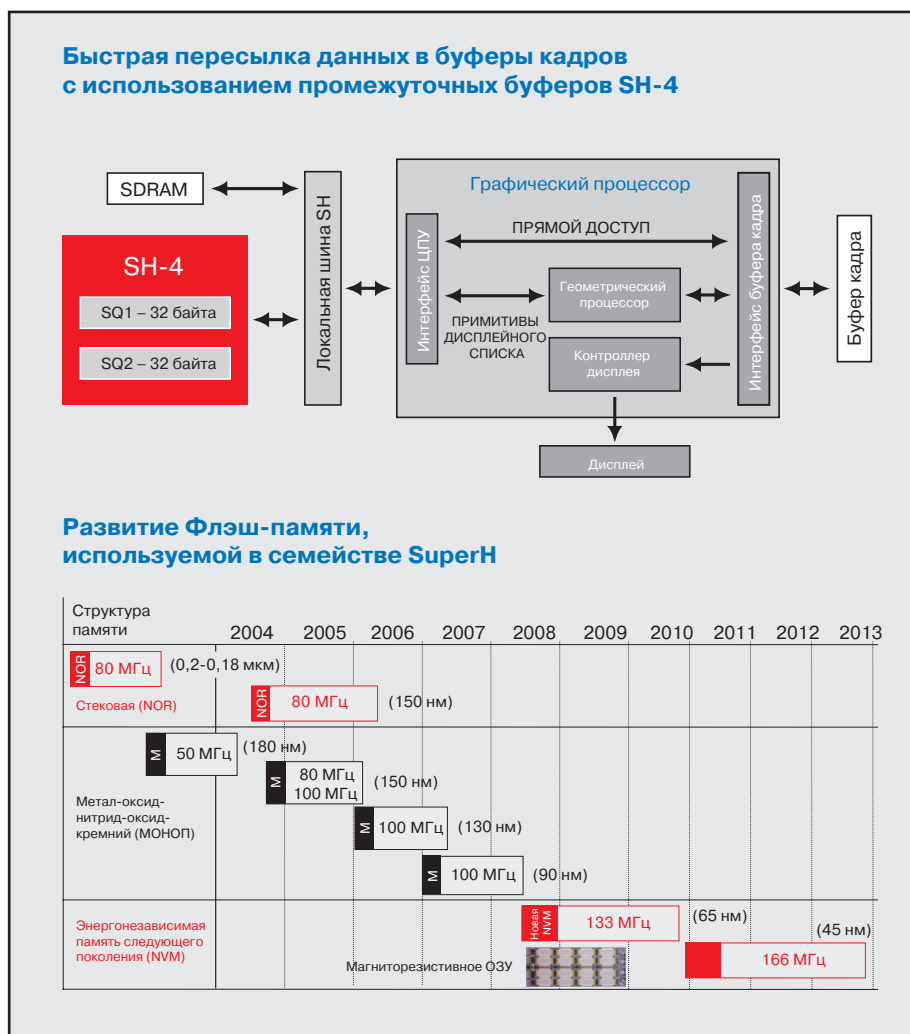 Быстрая пересылка данных в буферы кадров
с использованием промежуточных буферов SH-4
SDRAM
SH-4
SQ1 – 32 байта
SQ2 – 32 байта
Локальная шина SH
Графический процессор
Интерфейс ЦПУ
ПРЯМОЙ ДОСТУП
ПРИМИТИВЫ
ДИСПЛЕЙНОГО
СПИСКА
Геометрический
процессор
Контроллер
дисплея
Интерфейс буфера кадра
Буфер кадра
Дисплей
Развитие Флэш-памяти,
используемой в семействе SuperH
Структура
памяти
2004 2005 2006 2007 2008 2009 2010 2011 2012 2013
NOR 80 МГц (0,2-0,18 мкм)
Стековая (NOR)
NOR 80 МГц (150 нм)
М 50 МГц (180 нм)
М 80 МГц
100 МГц (150 нм)
Метал-оксид-
нитрид-оксид-
кремний (МОНОП)
М 100 МГц (130 нм)
М 100 МГц (90 нм)
Энергонезависимая
память следующего
поколения (NVM)
Новая
NVM
133 МГц (65 нм)
(45 нм)
166 МГц
Магниторезистивное ОЗУ